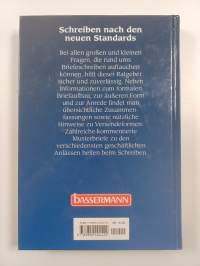 Schreiben nach den
neuen Standards
Bei allen großen und kleinen
Fragen, die rund ums
Briefeschreiben auftauchen
können, hilft dieser Ratgeber
sicher und zuverlässig. Neben
Informationen zum formalen
Briefaufbau, zur äußeren Form
und zur Anrede findet man
übersichtliche Zusammen-
fassungen sowie nützliche
Hinweise zu Versendeformen.
Zahlreiche kommentierte
Musterbriefe zu den
verschiedensten geschäftlichen
Anlässen helfen beim Schreiben.
BASSERMANN